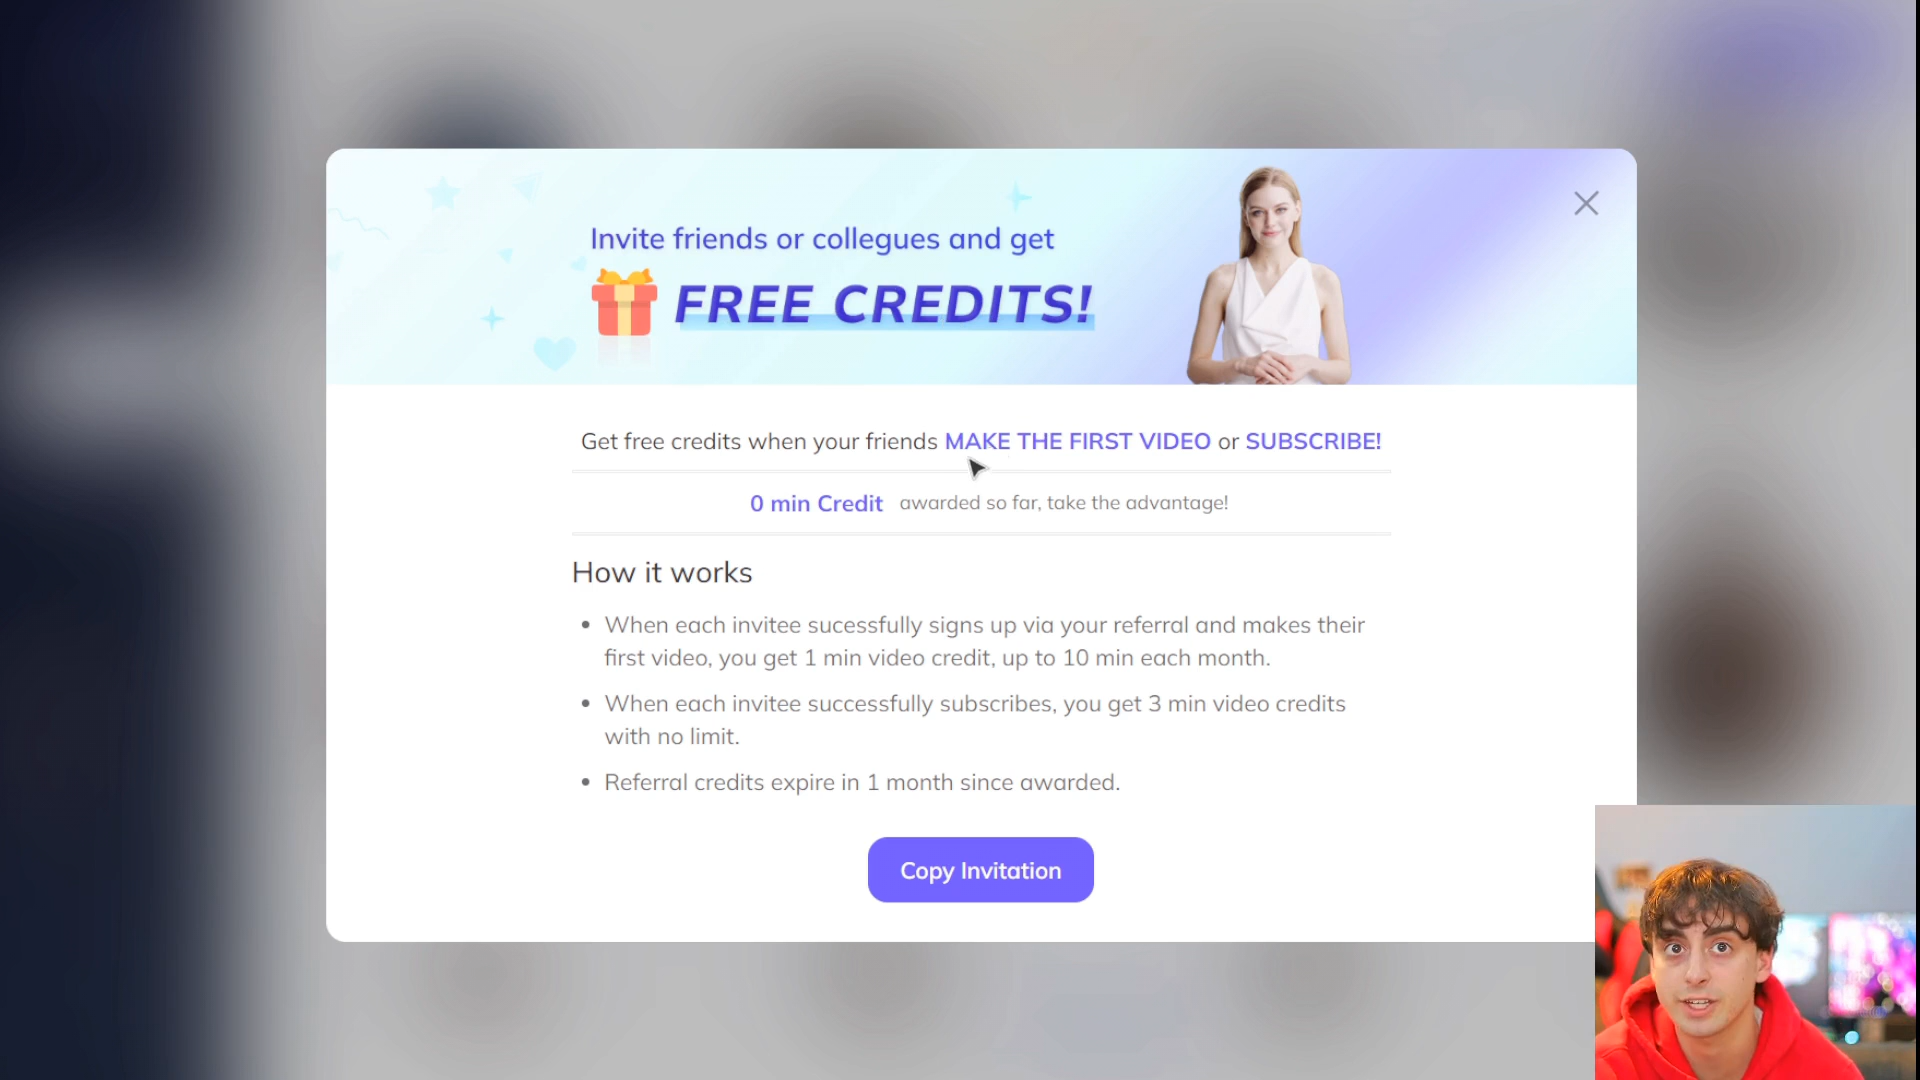 Invite friends or collegues and get
FREE CREDITS!
Get free credits when your friends MAKE THE FIRST VIDEO or SUBSCRIBE!
0 min Credit awarded so far, take the advantage!
How it works
• When each invitee sucessfully signs up via your referral and makes their
first video, you get 1 min video credit, up to 10 min each month.
• When each invitee successfully subscribes, you get 3 min video credits
with no limit.
• Referral credits expire in 1 month since awarded.
Copy Invitation